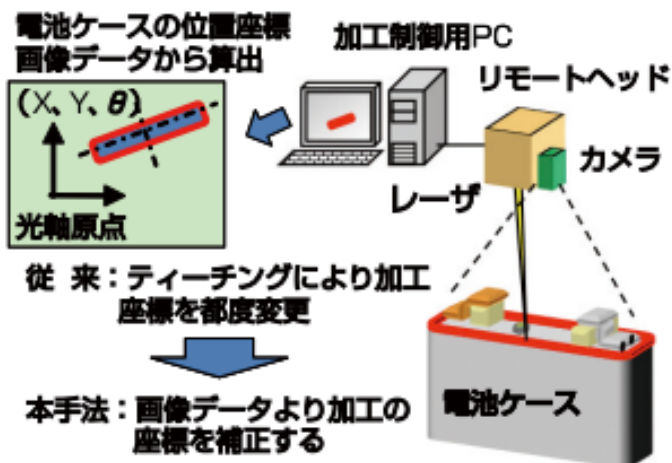 電池ケースの位置座標
画像データから算出
(X、Y、θ)
光軸原点
加工制御用PC
リモートヘッド
カメラ
レーザ
従 来：ティーチングにより加工
座標を都度変更
本手法：画像データより加工の
座標を補正する
電池ケース